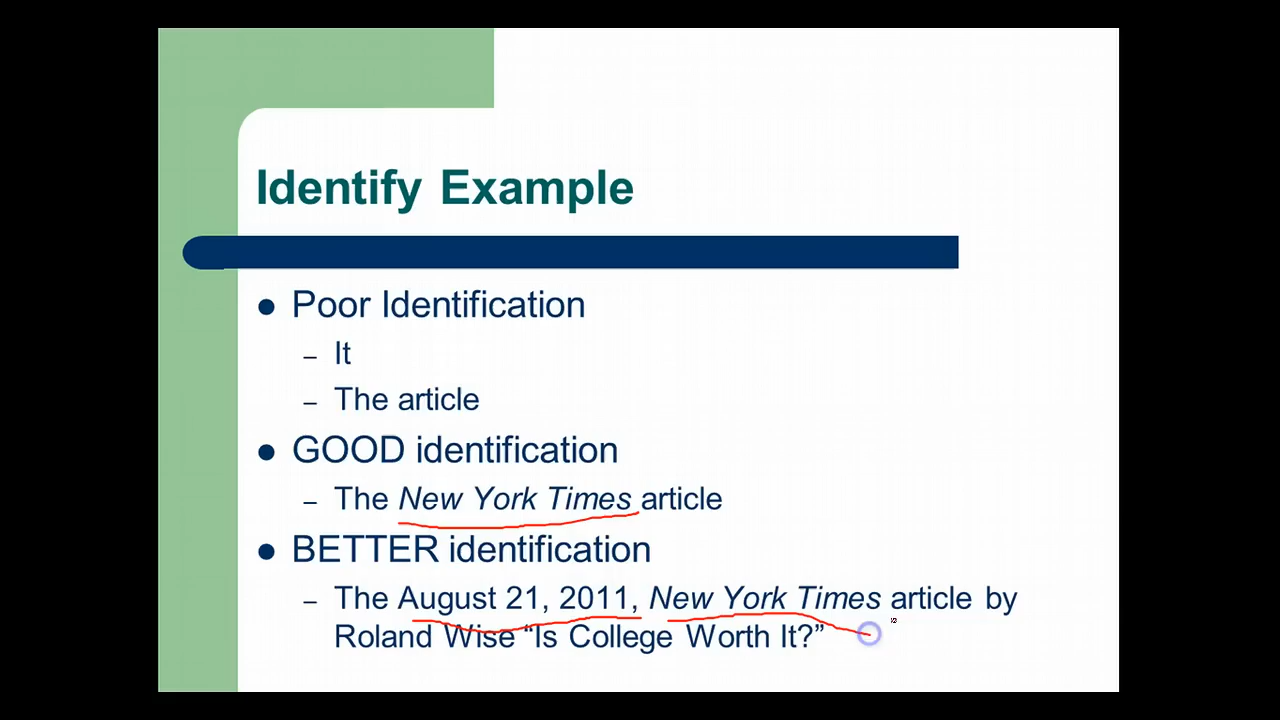 Identify Example
Poor Identification
– It
– The article
GOOD identification
– The New York Times article
BETTER identification
– The August 21, 2011, New York Times article by
Roland Wise “Is College Worth It?”